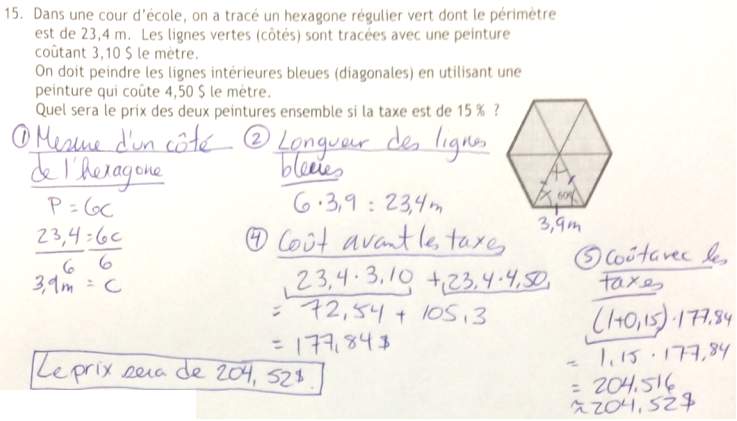 15. Dans une cour d'école, on a tracé un hexagone régulier vert dont le périmètre
est de 23,4 m. Les lignes vertes (côtés) sont tracées avec une peinture
coûtant 3,10 $ le mètre.
On doit peindre les lignes intérieures bleues (diagonales) en utilisant une
peinture qui coûte 4,50 $ le mètre.
Quel sera le prix des deux peintures ensemble si la taxe est de 15 % ?
① Mesure d'un côté
de l'hexagone
P = 6c
23,4 = 6c
6 6
3,9m = c
② Longueur des lignes
bleues
6·3,9 : 23,4m
60°
3,9m
④ Coût avant les taxes
23,4·3,10 + 23,4·4,50
= 72,54 + 105,3
= 177,84$
⑤ Coût avec les
taxes
(1+0,15)·177,84
= 1,15·177,84
= 204,516
≈ 204,52$
Le prix sera de 204,52$.